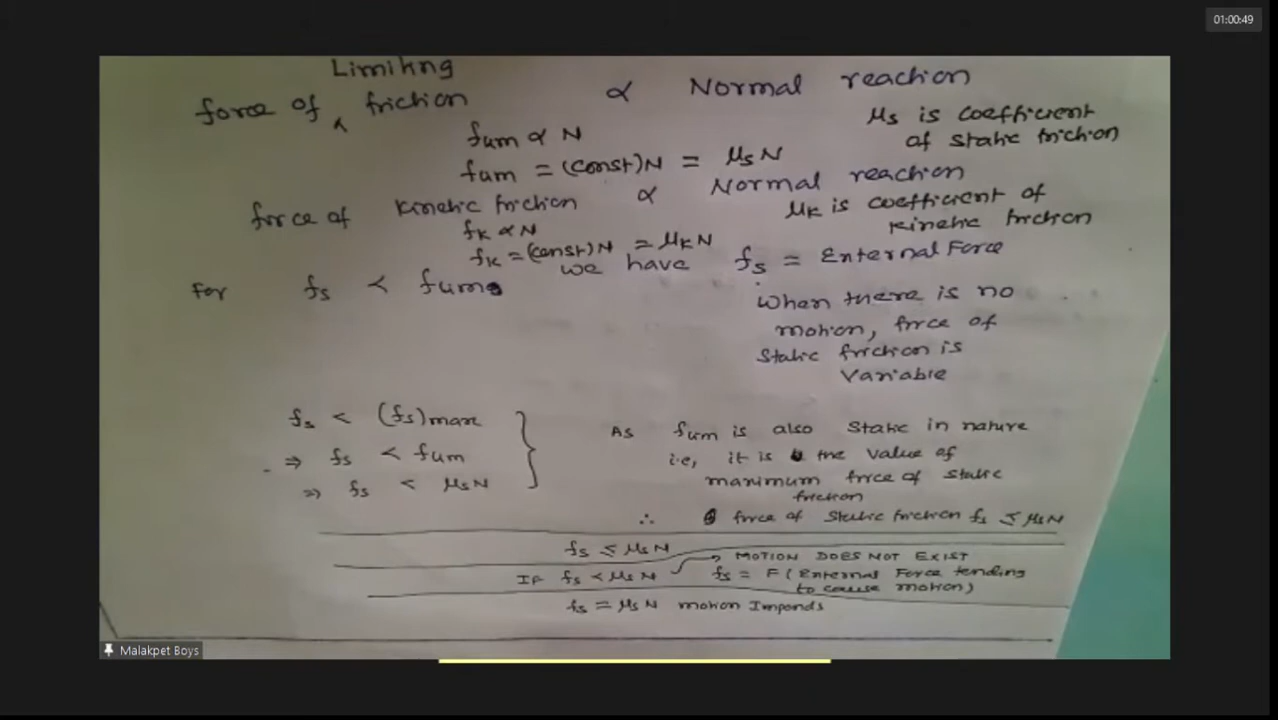 01:00:49
Limiting
force of ‸ friction ∝ Normal reaction
flim ∝ N
μs is coefficient
of static friction
flim = (const)N = μsN
force of Kinetic friction ∝ Normal reaction
fK ∝ N
μK is coefficient of
Kinetic friction
fK = (const)N = μKN
For fs < flim we have fs = External Force
When there is no
motion, force of
static friction is
variable
fs < (fs)max
⇒ fs < flim
⇒ fs < μsN
As flim is also static in nature
i.e, it is the value of
maximum force of static
friction
∴ force of static friction fs ≤ μsN
fs ≤ μsN
IF fs < μsN → MOTION DOES NOT EXIST
fs = F (External Force tending
to cause motion)
fs = μsN motion Impends
Malakpet Boys